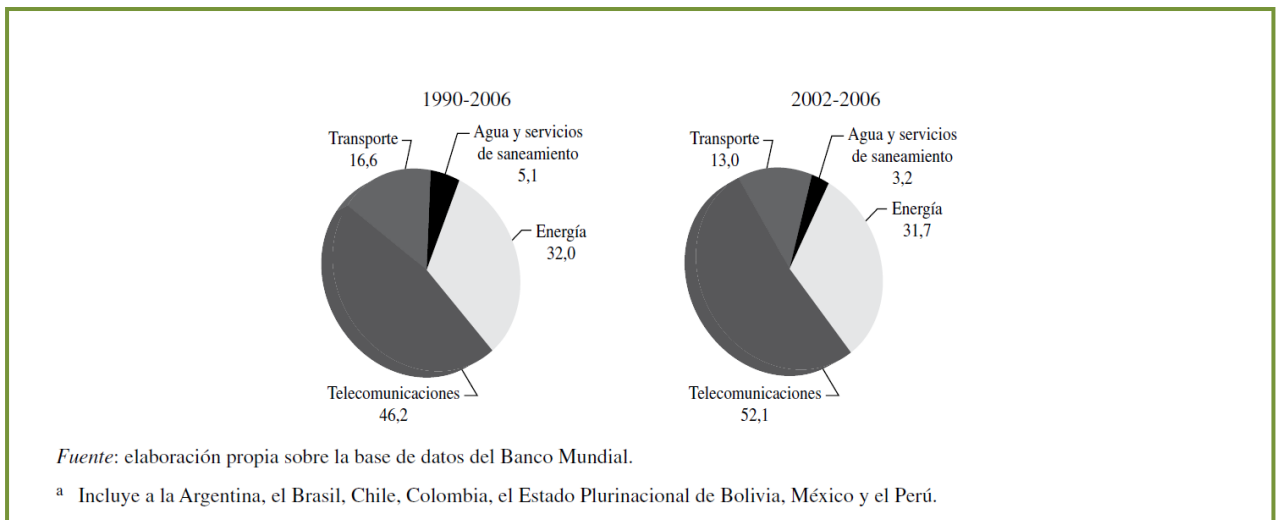 1990-2006
Transporte
16,6
Agua y servicios
de saneamiento
5,1
Energía
32,0
Telecomunicaciones
46,2
2002-2006
Transporte
13,0
Agua y servicios
de saneamiento
3,2
Energía
31,7
Telecomunicaciones
52,1
Fuente: elaboración propia sobre la base de datos del Banco Mundial.
a Incluye a la Argentina, el Brasil, Chile, Colombia, el Estado Plurinacional de Bolivia, México y el Perú.